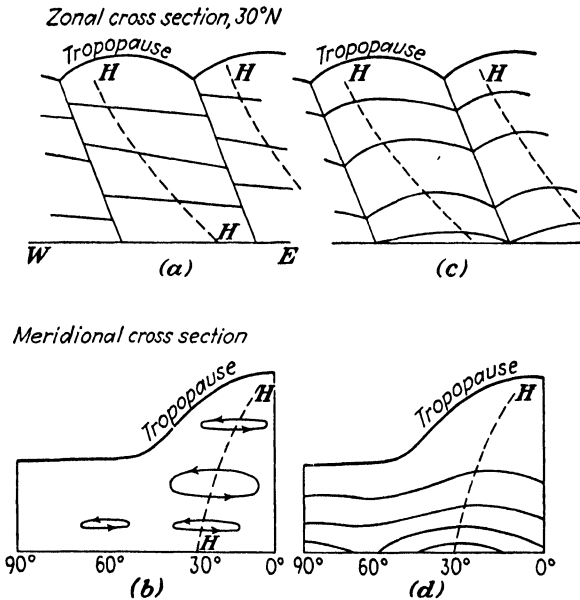 Zonal cross section, 30°N
Tropopause
H
H
H
W
E
(a)
Tropopause
H
H
(c)
Meridional cross section
Tropopause
H
H
90° 60° 30° 0°
(b)
Tropopause
H
90° 60° 30° 0°
(d)